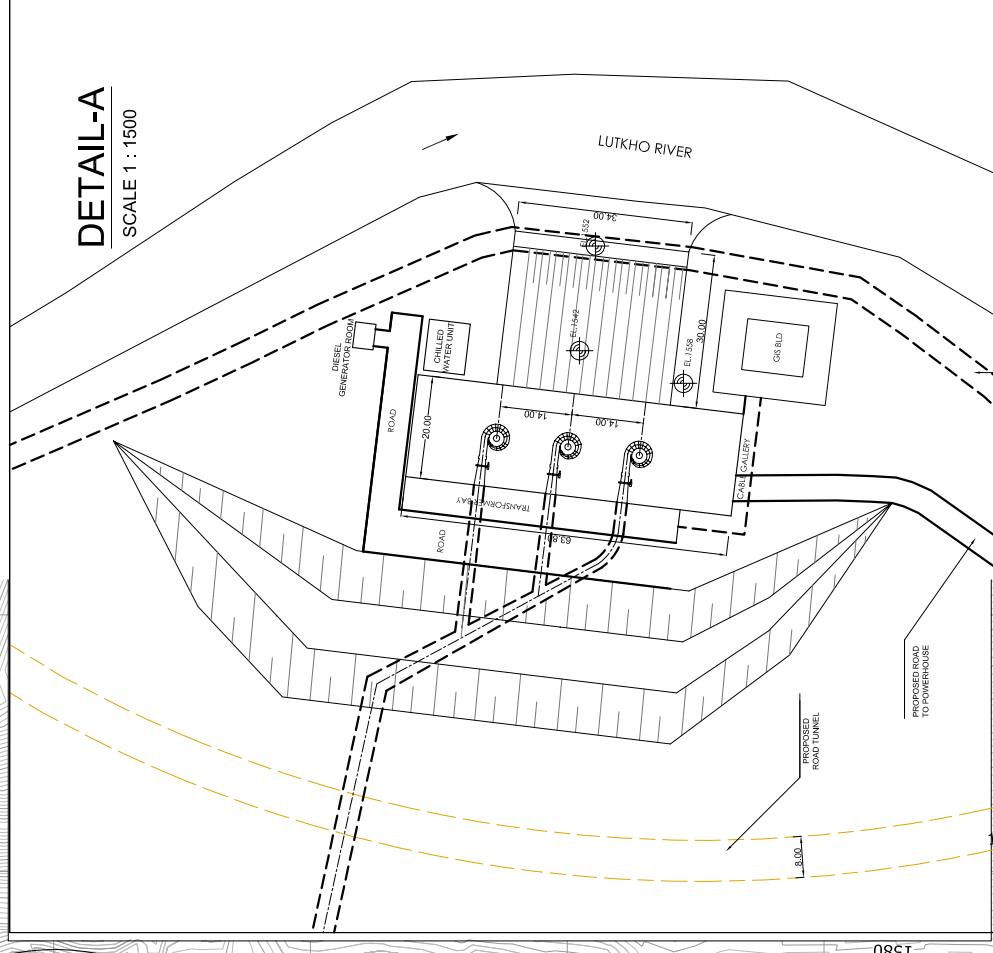 DETAIL-A
SCALE 1 : 1500
LUTKHO RIVER
34.00
EL.1552
DIESEL
GENERATOR ROOM
CHILLED
WATER UNIT
EL.1542
30.00
EL.1558
GIS BLD
ROAD
20.00
14.00
14.00
CABLE GALLERY
TRANSFORMER BAY
ROAD
63.80
PROPOSED ROAD
TO POWERHOUSE
PROPOSED
ROAD TUNNEL
8.00
1580